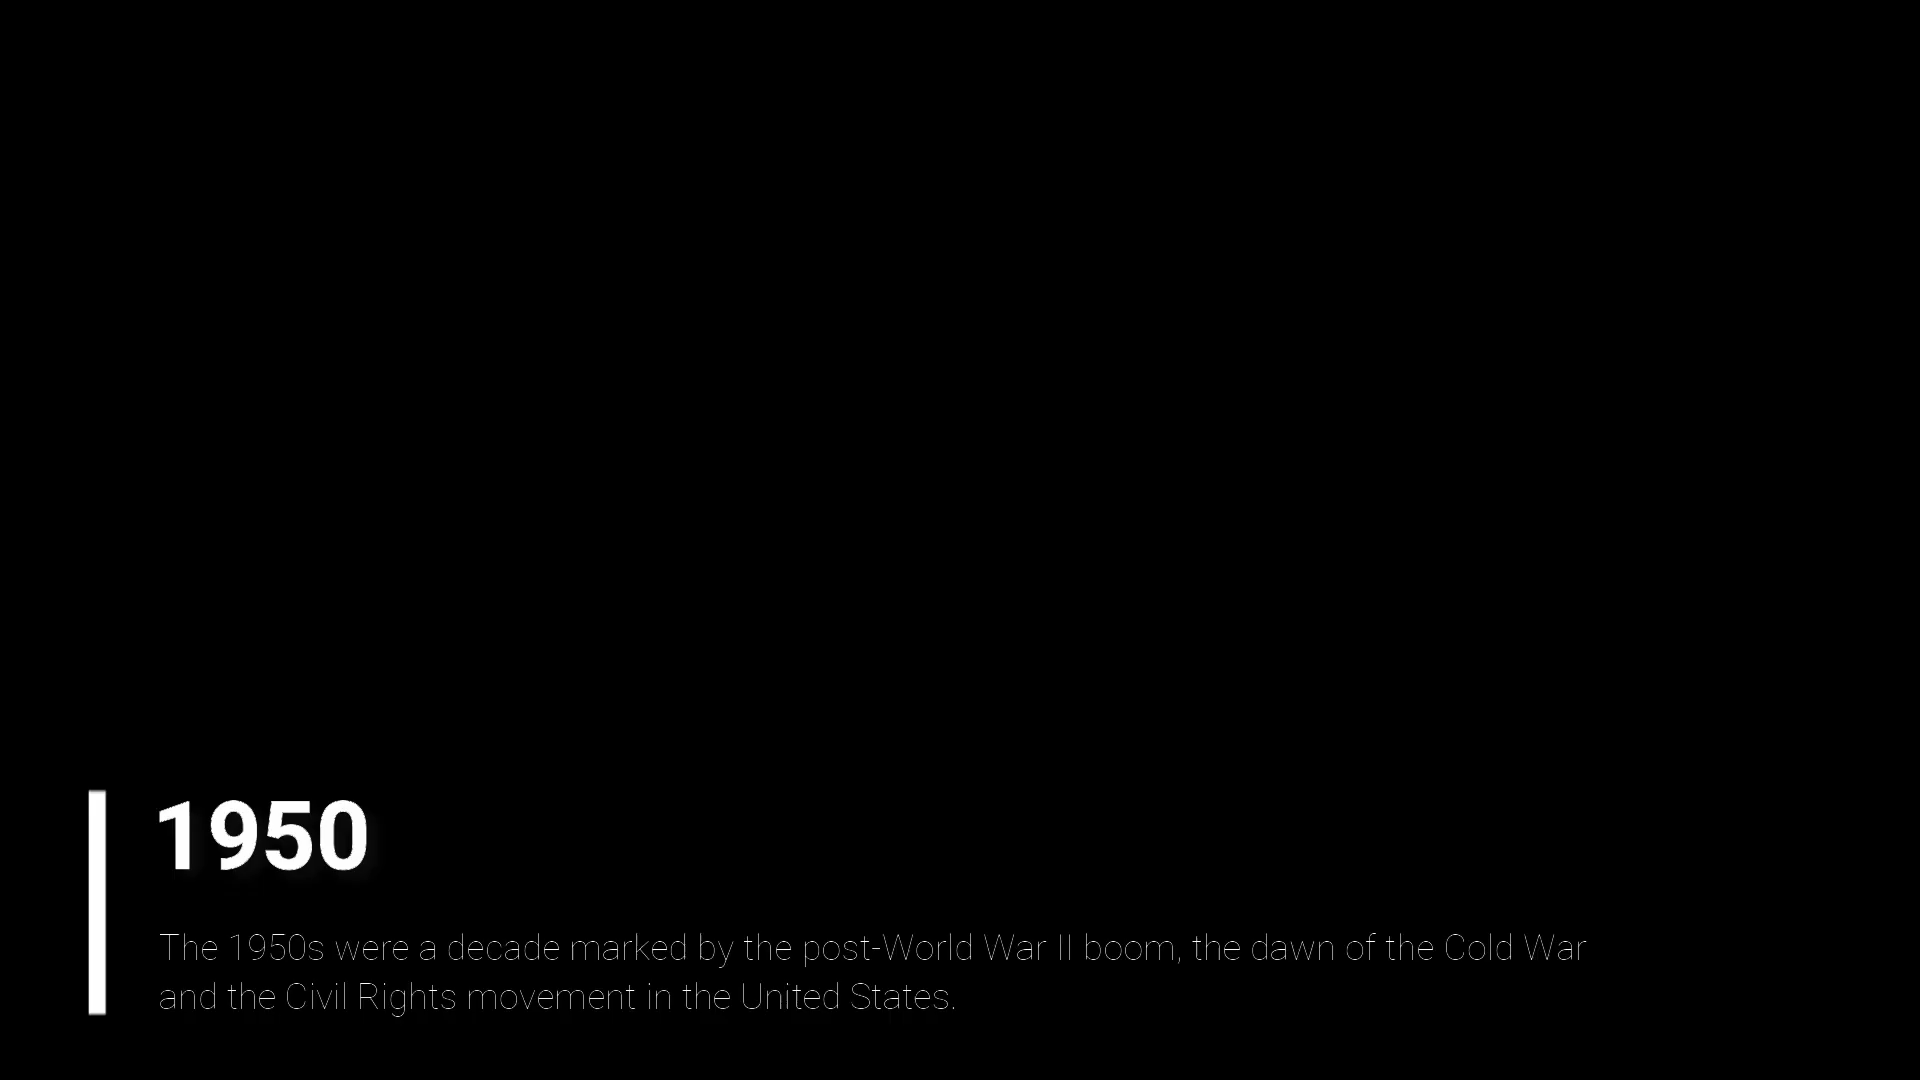 1950
The 1950s were a decade marked by the post-World War II boom, the dawn of the Cold War
and the Civil Rights movement in the United States.